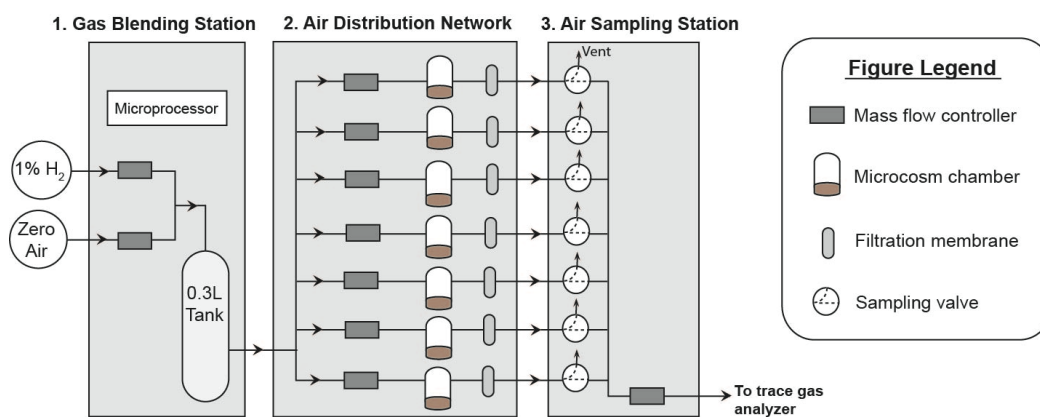 1. Gas Blending Station
2. Air Distribution Network
3. Air Sampling Station
Microprocessor
1% H₂
Zero
Air
0.3L
Tank
Vent
To trace gas
analyzer
Figure Legend
Mass flow controller
Microcosm chamber
Filtration membrane
Sampling valve